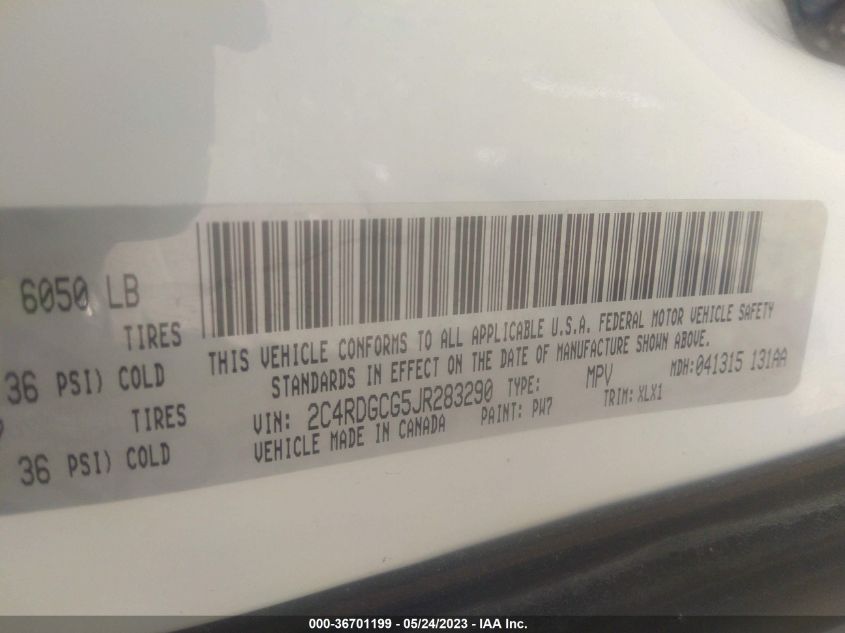 6050 LB
TIRES
36 PSI) COLD
TIRES
36 PSI) COLD
THIS VEHICLE CONFORMS TO ALL APPLICABLE U.S.A. FEDERAL MOTOR VEHICLE SAFETY
STANDARDS IN EFFECT ON THE DATE OF MANUFACTURE SHOWN ABOVE.
VIN: 2C4RDGCG5JR283290 TYPE: MPV MDH:041315 131AA
VEHICLE MADE IN CANADA PAINT: PW7 TRIM: XLX1
000-36701199 - 05/24/2023 - IAA Inc.